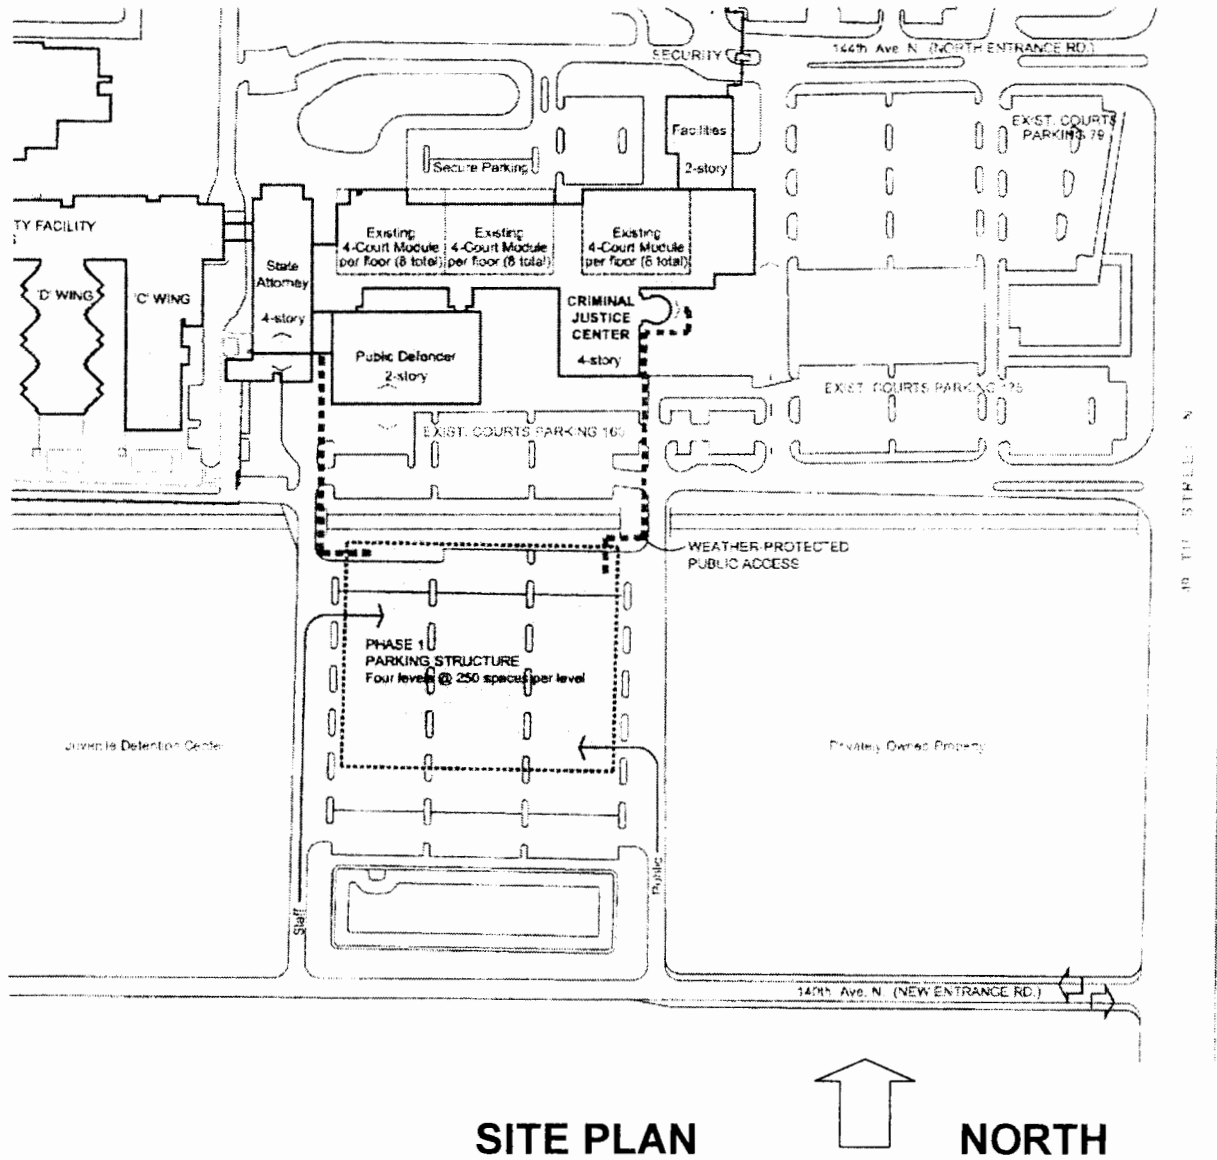 SECURITY
144th Ave. N. (NORTH ENTRANCE RD.)
EXIST. COURTS
PARKING 79
Facilities
2-story
Secure Parking
TY FACILITY
Existing
4-Court Module
per floor (8 total)
Existing
4-Court Module
per floor (8 total)
Existing
4-Court Module
per floor (8 total)
State
Attorney
4-story
'D' WING
'C' WING
CRIMINAL
JUSTICE
CENTER
4-story
Public Defender
2-story
EXIST. COURTS PARKING
EXIST. COURTS PARKING 160
STREET N
WEATHER-PROTECTED
PUBLIC ACCESS
PHASE 1
PARKING STRUCTURE
Four levels @ 250 spaces per level
Juvenile Detention Center
Privately Owned Property
Public
Staff
140th Ave. N. (NEW ENTRANCE RD.)
SITE PLAN
NORTH